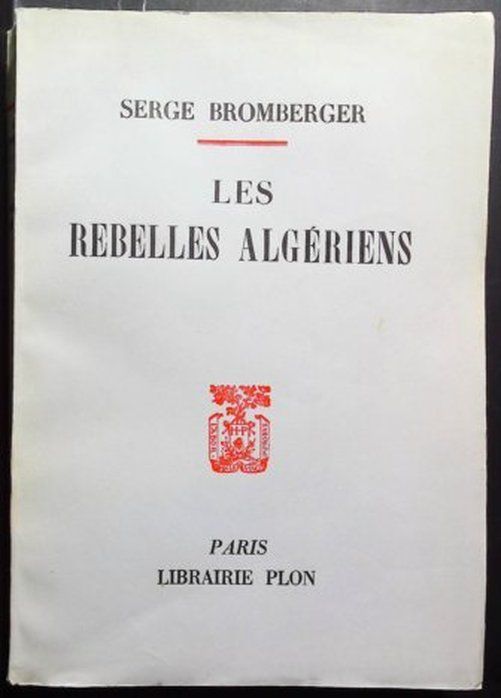 SERGE BROMBERGER
LES
REBELLES ALGÉRIENS
PARIS
LIBRAIRIE PLON